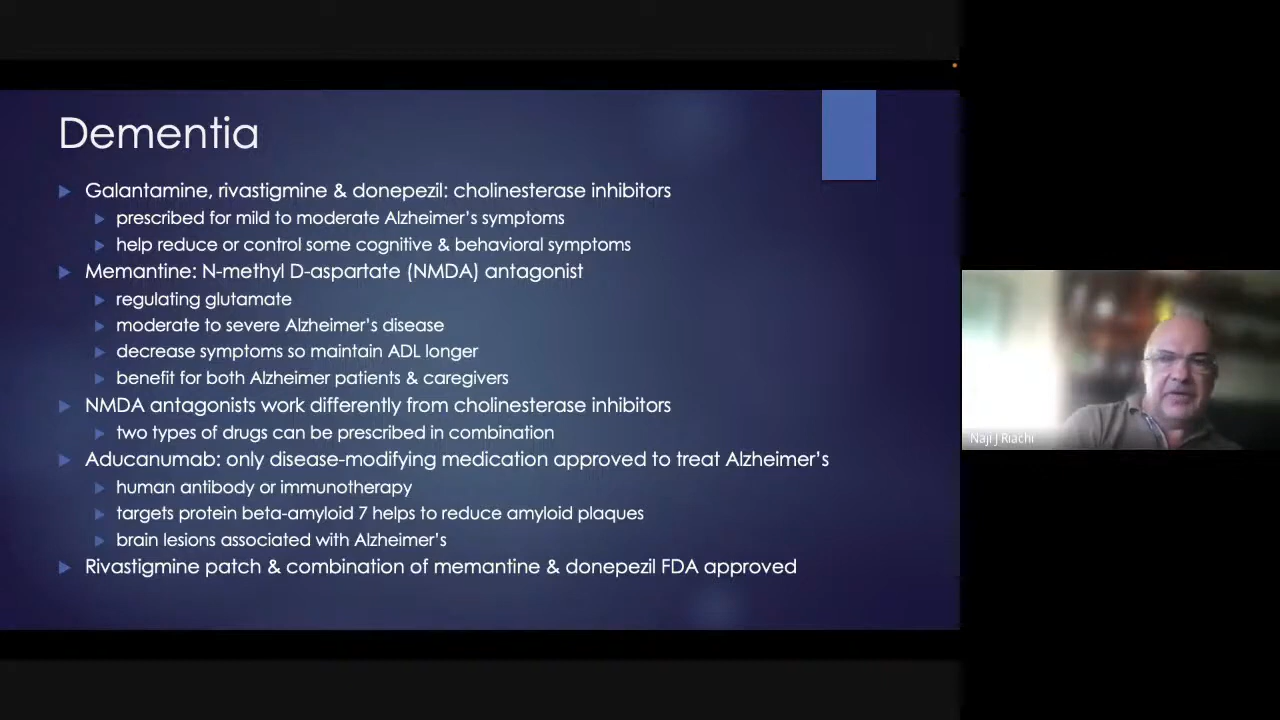 Dementia
Galantamine, rivastigmine & donepezil: cholinesterase inhibitors
prescribed for mild to moderate Alzheimer's symptoms
help reduce or control some cognitive & behavioral symptoms
Memantine: N-methyl D-aspartate (NMDA) antagonist
regulating glutamate
moderate to severe Alzheimer's disease
decrease symptoms so maintain ADL longer
benefit for both Alzheimer patients & caregivers
NMDA antagonists work differently from cholinesterase inhibitors
two types of drugs can be prescribed in combination
Aducanumab: only disease-modifying medication approved to treat Alzheimer's
human antibody or immunotherapy
targets protein beta-amyloid 7 helps to reduce amyloid plaques
brain lesions associated with Alzheimer's
Rivastigmine patch & combination of memantine & donepezil FDA approved
Naji J Riachi